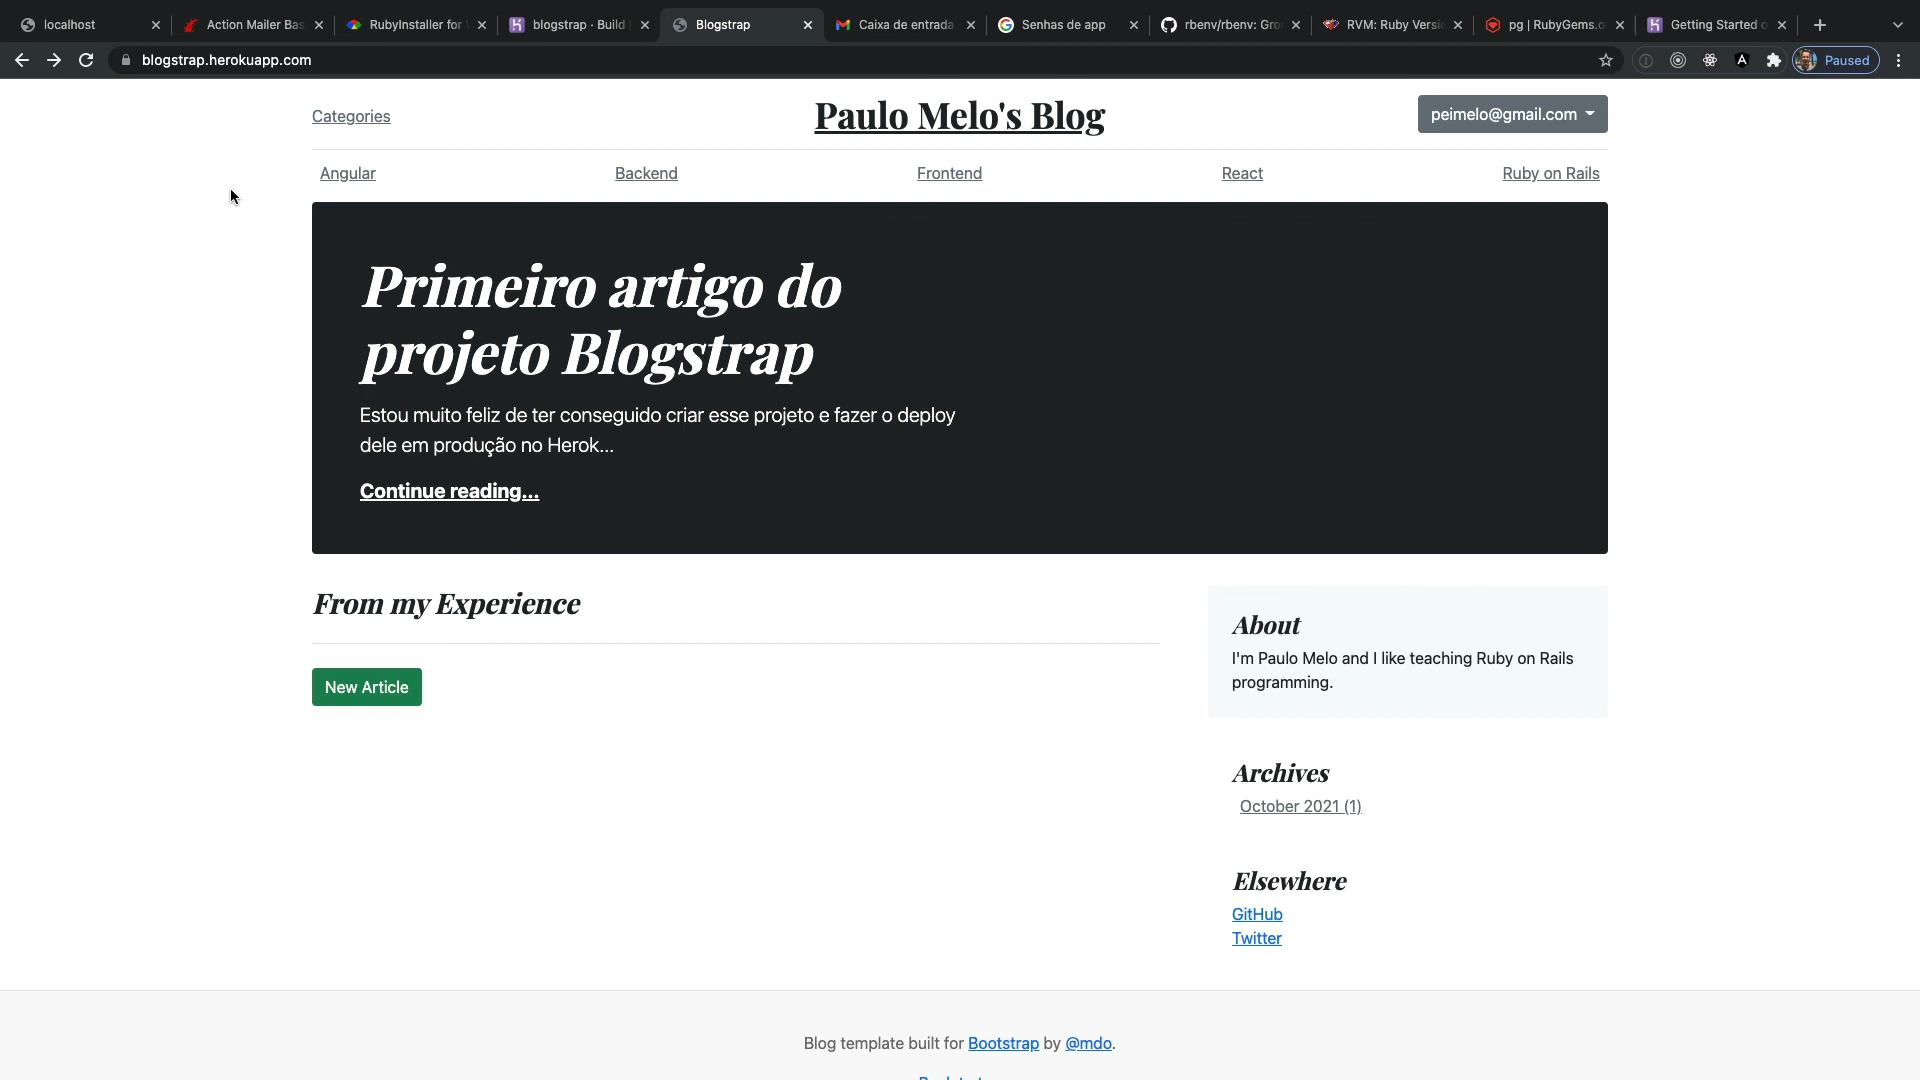 localhost
Action Mailer Bas
RubyInstaller for
blogstrap · Build
Blogstrap
Caixa de entrada
Senhas de app
rbenv/rbenv: Gro
RVM: Ruby Versi
pg | RubyGems.o
Getting Started o
blogstrap.herokuapp.com
Paused
Categories
Paulo Melo's Blog
peimelo@gmail.com
Angular
Backend
Frontend
React
Ruby on Rails
Primeiro artigo do
projeto Blogstrap
Estou muito feliz de ter conseguido criar esse projeto e fazer o deploy
dele em produção no Herok...
Continue reading...
From my Experience
New Article
About
I'm Paulo Melo and I like teaching Ruby on Rails
programming.
Archives
October 2021 (1)
Elsewhere
GitHub
Twitter
Blog template built for Bootstrap by @mdo.